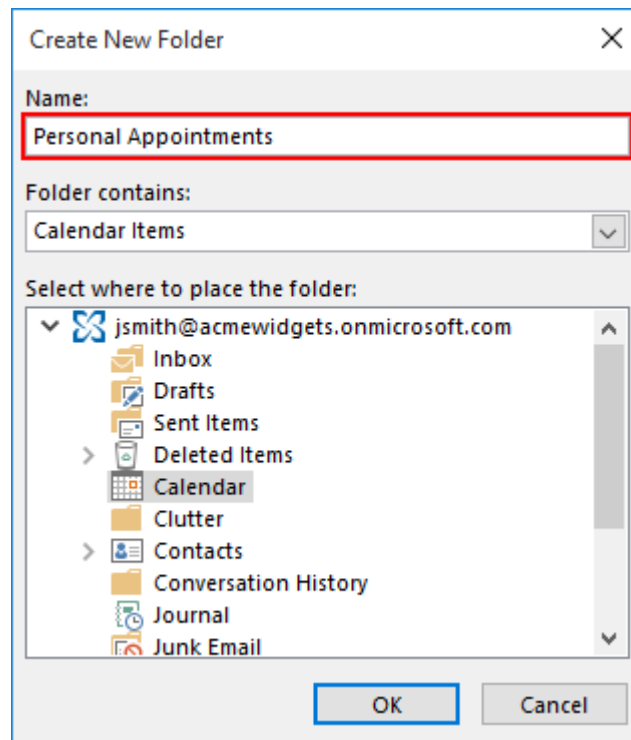 Create New Folder
Name:
Personal Appointments
Folder contains:
Calendar Items
Select where to place the folder:
jsmith@acmewidgets.onmicrosoft.com
Inbox
Drafts
Sent Items
Deleted Items
Calendar
Clutter
Contacts
Conversation History
Journal
Junk Email
OK Cancel